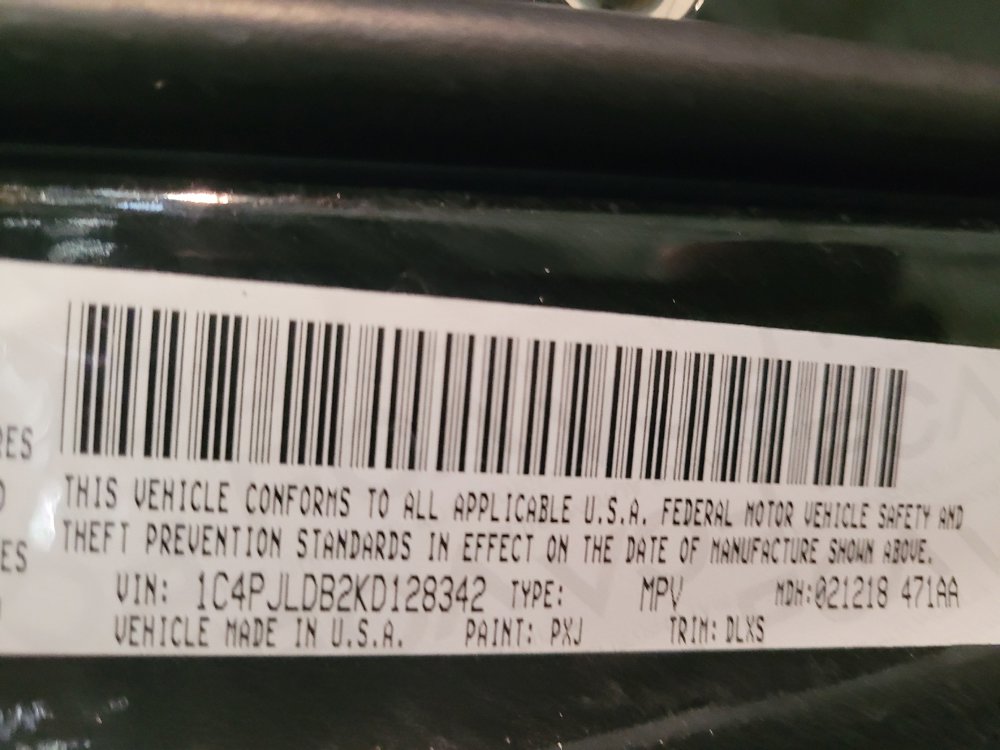 THIS VEHICLE CONFORMS TO ALL APPLICABLE U.S.A. FEDERAL MOTOR VEHICLE SAFETY AND
THEFT PREVENTION STANDARDS IN EFFECT ON THE DATE OF MANUFACTURE SHOWN ABOVE.
VIN: 1C4PJLDB2KD128342 TYPE: MPV MDH:021218 471AA
VEHICLE MADE IN U.S.A. PAINT: PXJ TRIM: DLXS